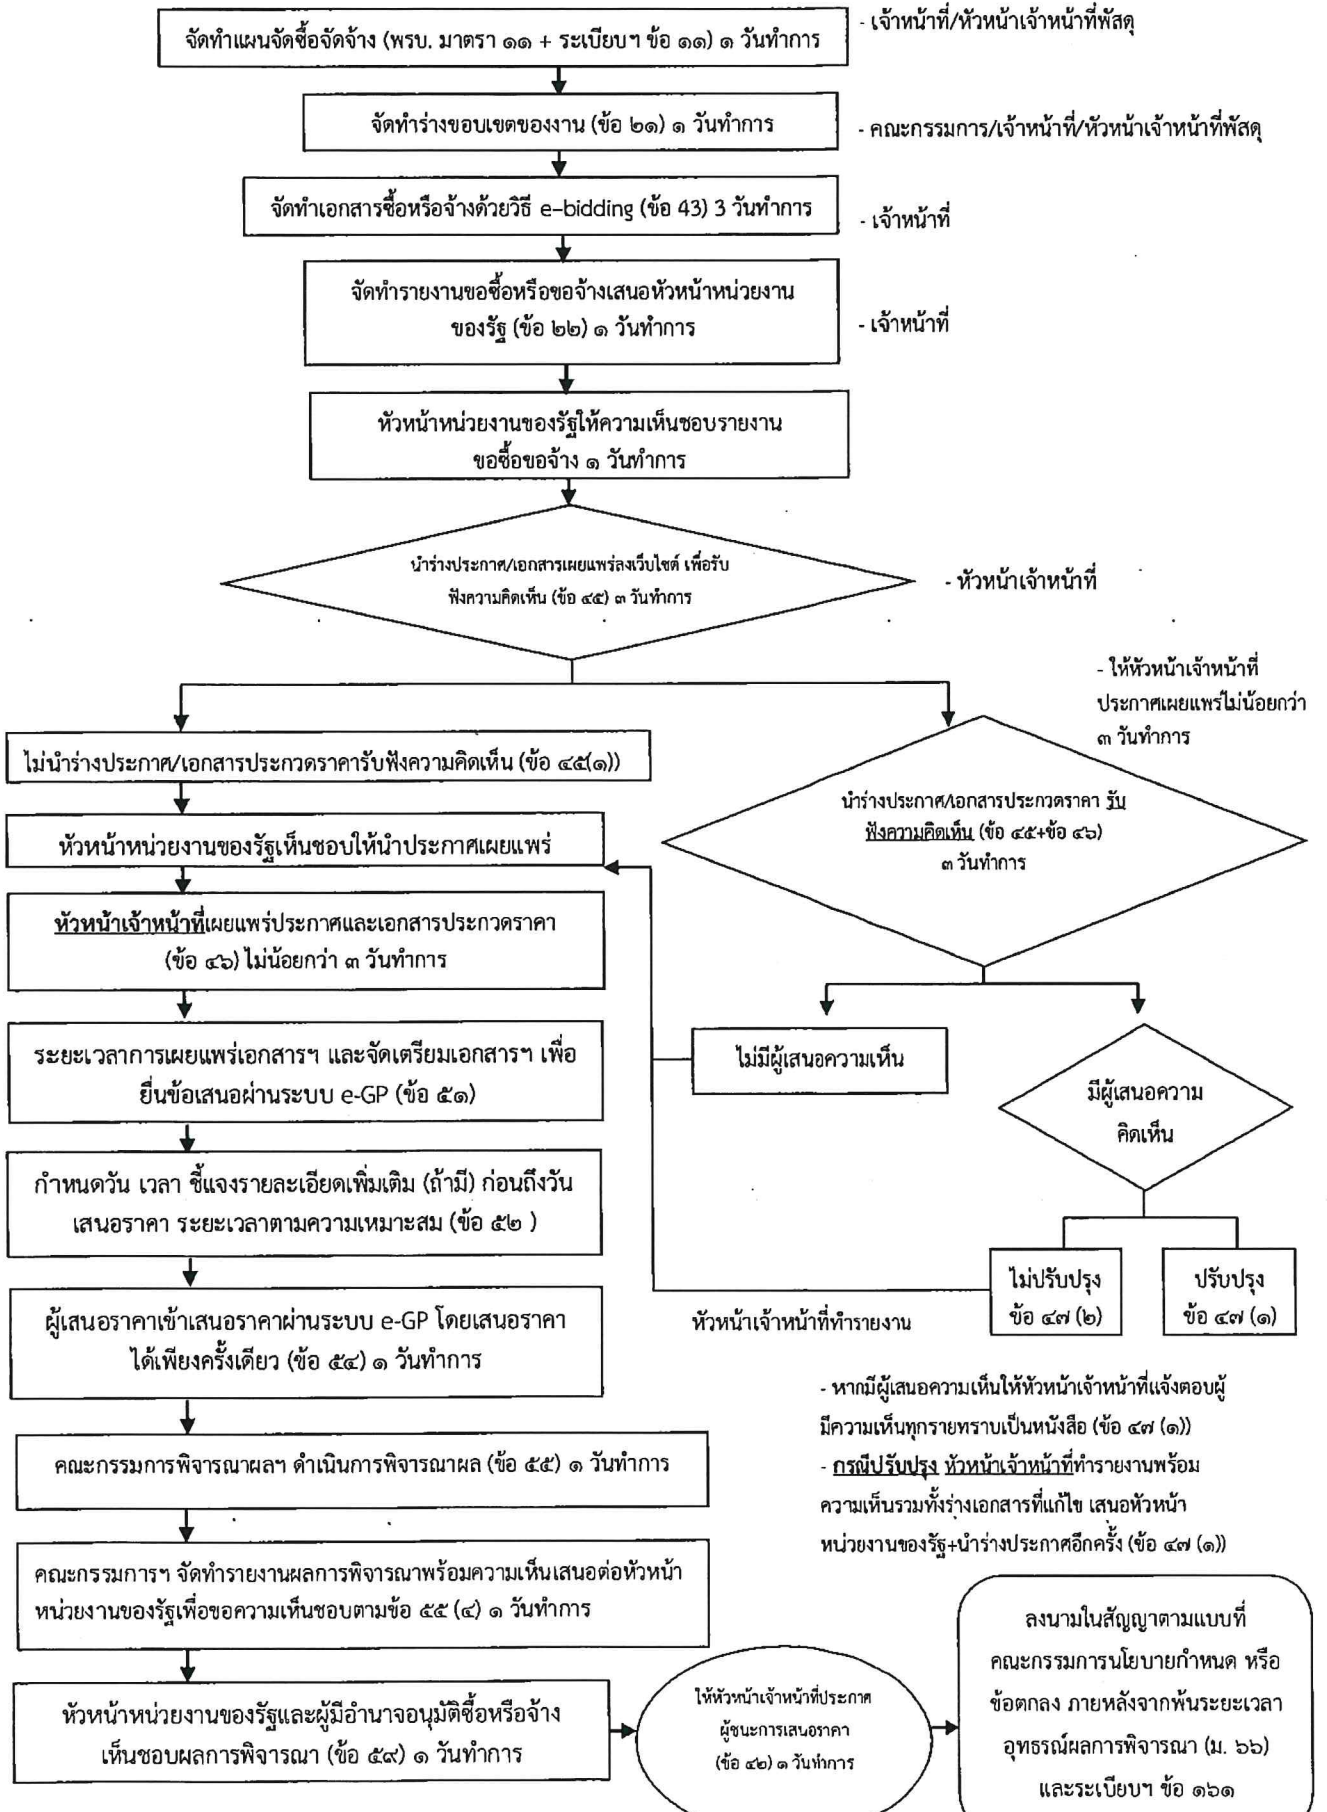 จัดทำแผนจัดซื้อจัดจ้าง (พรบ. มาตรา ๑๑ + ระเบียบฯ ข้อ ๑๑) ๑ วันทำการ
- เจ้าหน้าที่/หัวหน้าเจ้าหน้าที่พัสดุ
จัดทำร่างขอบเขตของงาน (ข้อ ๒๑) ๑ วันทำการ
- คณะกรรมการ/เจ้าหน้าที่/หัวหน้าเจ้าหน้าที่พัสดุ
จัดทำเอกสารซื้อหรือจ้างด้วยวิธี e-bidding (ข้อ 43) 3 วันทำการ
- เจ้าหน้าที่
จัดทำรายงานขอซื้อหรือขอจ้างเสนอหัวหน้าหน่วยงาน
ของรัฐ (ข้อ ๒๒) ๑ วันทำการ
- เจ้าหน้าที่
หัวหน้าหน่วยงานของรัฐให้ความเห็นชอบรายงาน
ขอซื้อขอจ้าง ๑ วันทำการ
นำร่างประกาศ/เอกสารเผยแพร่ลงเว็บไซต์ เพื่อรับ
ฟังความคิดเห็น (ข้อ ๔๕) ๓ วันทำการ
- หัวหน้าเจ้าหน้าที่
- ให้หัวหน้าเจ้าหน้าที่
ประกาศเผยแพร่ไม่น้อยกว่า
๓ วันทำการ
ไม่นำร่างประกาศ/เอกสารประกวดราคารับฟังความคิดเห็น (ข้อ ๔๕(๑))
นำร่างประกาศ/เอกสารประกวดราคา รับ
ฟังความคิดเห็น (ข้อ ๔๕+ข้อ ๔๖)
๓ วันทำการ
หัวหน้าหน่วยงานของรัฐเห็นชอบให้นำประกาศเผยแพร่
หัวหน้าเจ้าหน้าที่เผยแพร่ประกาศและเอกสารประกวดราคา
(ข้อ ๔๖) ไม่น้อยกว่า ๓ วันทำการ
ระยะเวลาการเผยแพร่เอกสารฯ และจัดเตรียมเอกสารฯ เพื่อ
ยื่นข้อเสนอผ่านระบบ e-GP (ข้อ ๕๑)
ไม่มีผู้เสนอความเห็น
มีผู้เสนอความ
คิดเห็น
กำหนดวัน เวลา ชี้แจงรายละเอียดเพิ่มเติม (ถ้ามี) ก่อนถึงวัน
เสนอราคา ระยะเวลาตามความเหมาะสม (ข้อ ๕๒ )
ไม่ปรับปรุง
ข้อ ๔๗ (๒)
ปรับปรุง
ข้อ ๔๗ (๑)
ผู้เสนอราคาเข้าเสนอราคาผ่านระบบ e-GP โดยเสนอราคา
ได้เพียงครั้งเดียว (ข้อ ๕๔) ๑ วันทำการ
หัวหน้าเจ้าหน้าที่ทำรายงาน
- หากมีผู้เสนอความเห็นให้หัวหน้าเจ้าหน้าที่แจ้งตอบผู้
มีความเห็นทุกรายทราบเป็นหนังสือ (ข้อ ๔๗ (๑))
- กรณีปรับปรุง หัวหน้าเจ้าหน้าที่ทำรายงานพร้อม
ความเห็นรวมทั้งร่างเอกสารที่แก้ไข เสนอหัวหน้า
หน่วยงานของรัฐ+นำร่างประกาศอีกครั้ง (ข้อ ๔๗ (๑))
คณะกรรมการพิจารณาผลฯ ดำเนินการพิจารณาผล (ข้อ ๕๕) ๑ วันทำการ
คณะกรรมการฯ จัดทำรายงานผลการพิจารณาพร้อมความเห็นเสนอต่อหัวหน้า
หน่วยงานของรัฐเพื่อขอความเห็นชอบตามข้อ ๕๕ (๔) ๑ วันทำการ
หัวหน้าหน่วยงานของรัฐและผู้มีอำนาจอนุมัติซื้อหรือจ้าง
เห็นชอบผลการพิจารณา (ข้อ ๕๙) ๑ วันทำการ
ให้หัวหน้าเจ้าหน้าที่ประกาศ
ผู้ชนะการเสนอราคา
(ข้อ ๔๒) ๑ วันทำการ
ลงนามในสัญญาตามแบบที่
คณะกรรมการนโยบายกำหนด หรือ
ข้อตกลง ภายหลังจากพ้นระยะเวลา
อุทธรณ์ผลการพิจารณา (ม. ๖๖)
และระเบียบฯ ข้อ ๑๖๑